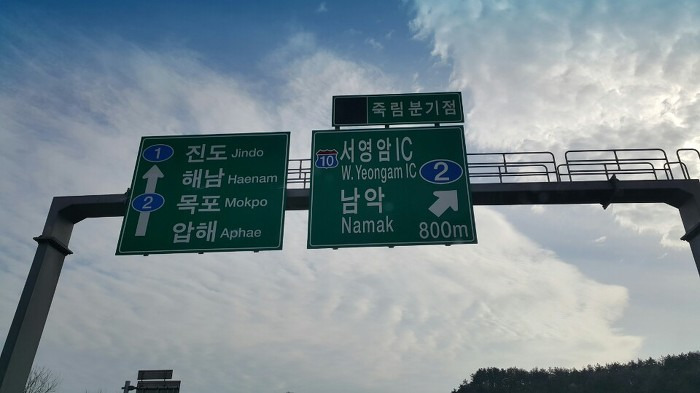 1
진도 Jindo
해남 Haenam
2
목포 Mokpo
압해 Aphae
죽림분기점
10
서영암IC
W.Yeongam IC
2
남악
Namak
800m